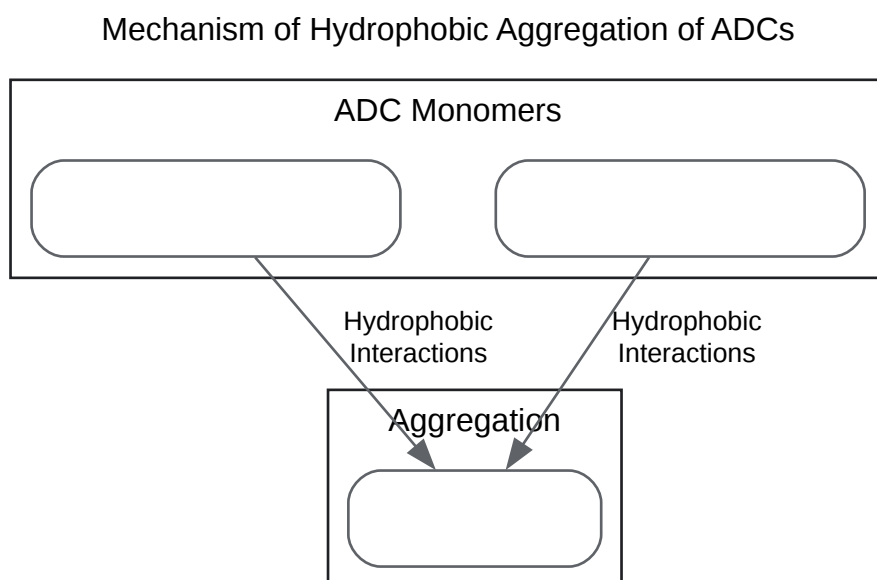 Mechanism of Hydrophobic Aggregation of ADCs
ADC Monomers
Hydrophobic
Interactions
Hydrophobic
Interactions
Aggregation